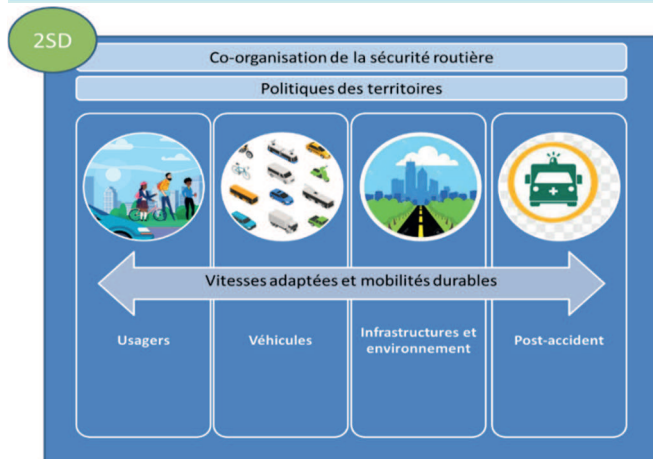 2SD
Co-organisation de la sécurité routière
Politiques des territoires
Vitesses adaptées et mobilités durables
Usagers
Véhicules
Infrastructures et
environnement
Post-accident